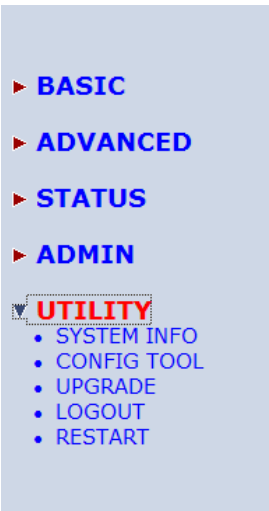 BASIC
ADVANCED
STATUS
ADMIN
UTILITY
SYSTEM INFO
CONFIG TOOL
UPGRADE
LOGOUT
RESTART